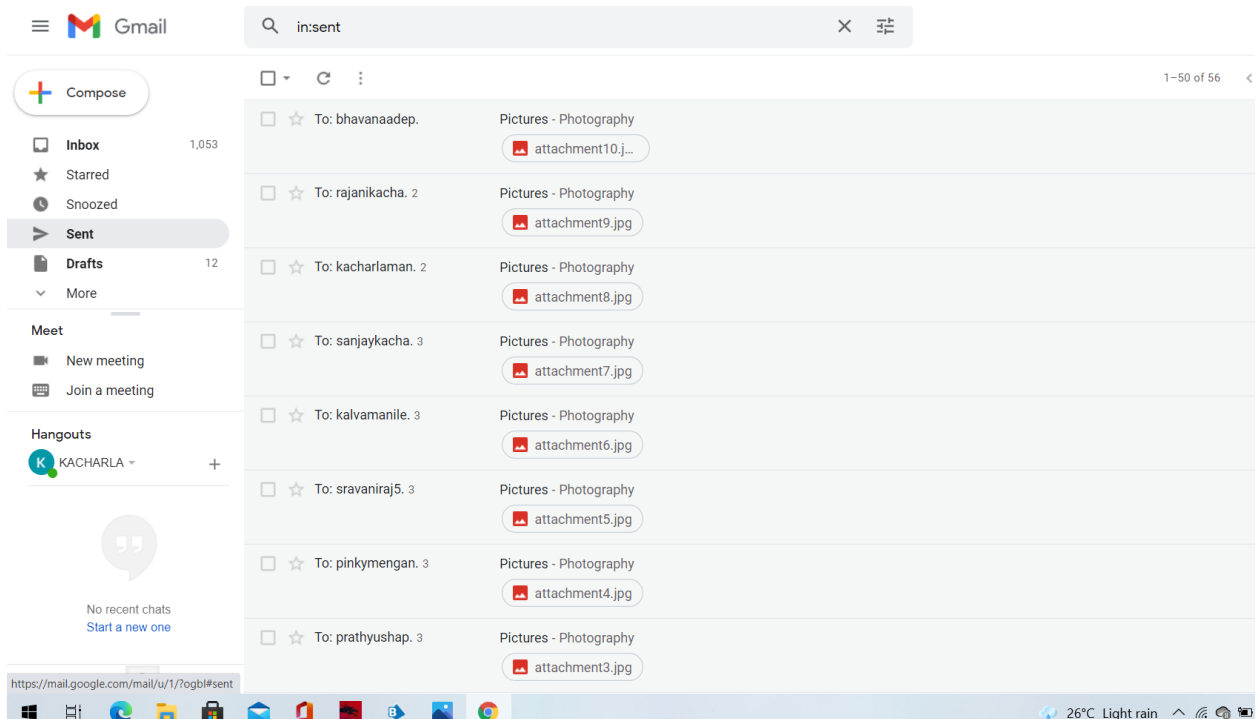 Gmail
in:sent
Compose
1–50 of 56
Inbox 1,053
Starred
Snoozed
Sent
Drafts 12
More
Meet
New meeting
Join a meeting
Hangouts
K KACHARLA
No recent chats
Start a new one
To: bhavanaadep. Pictures - Photography
attachment10.j...
To: rajanikacha. 2 Pictures - Photography
attachment9.jpg
To: kacharlaman. 2 Pictures - Photography
attachment8.jpg
To: sanjaykacha. 3 Pictures - Photography
attachment7.jpg
To: kalvamanile. 3 Pictures - Photography
attachment6.jpg
To: sravaniraj5. 3 Pictures - Photography
attachment5.jpg
To: pinkymengan. 3 Pictures - Photography
attachment4.jpg
To: prathyushap. 3 Pictures - Photography
attachment3.jpg
https://mail.google.com/mail/u/1/?ogbl#sent
26°C Light rain